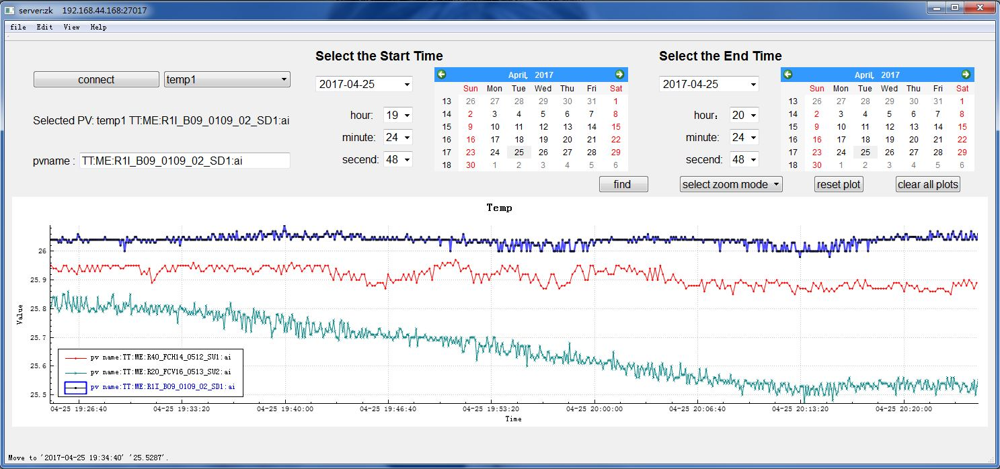 server:zk 192.168.44.168:27017
file Edit View Help
Select the Start Time
Select the End Time
connect
temp1
2017-04-25
April, 2017
Sun Mon Tue Wed Thu Fri Sat
13 26 27 28 29 30 31 1
14 2 3 4 5 6 7 8
15 9 10 11 12 13 14 15
16 16 17 18 19 20 21 22
17 23 24 25 26 27 28 29
18 30 1 2 3 4 5 6
2017-04-25
April, 2017
Sun Mon Tue Wed Thu Fri Sat
13 26 27 28 29 30 31 1
14 2 3 4 5 6 7 8
15 9 10 11 12 13 14 15
16 16 17 18 19 20 21 22
17 23 24 25 26 27 28 29
18 30 1 2 3 4 5 6
Selected PV: temp1 TT:ME:R1I_B09_0109_02_SD1:ai
hour: 19
minute: 24
secend: 48
hour: 20
minute: 24
secend: 48
pvname : TT:ME:R1I_B09_0109_02_SD1:ai
find
select zoom mode
reset plot
clear all plots
Temp
26
25.9
25.8
25.7
25.6
25.5
Value
pv name:TT:ME:R40_FCH14_0512_SU1:ai
pv name:TT:ME:R20_FCV16_0513_SU2:ai
pv name:TT:ME:R1I_B09_0109_02_SD1:ai
04-25 19:26:40 04-25 19:33:20 04-25 19:40:00 04-25 19:46:40 04-25 19:53:20 04-25 20:00:00 04-25 20:06:40 04-25 20:13:20 04-25 20:20:00
Time
Move to '2017-04-25 19:34:40' '25.5287'.